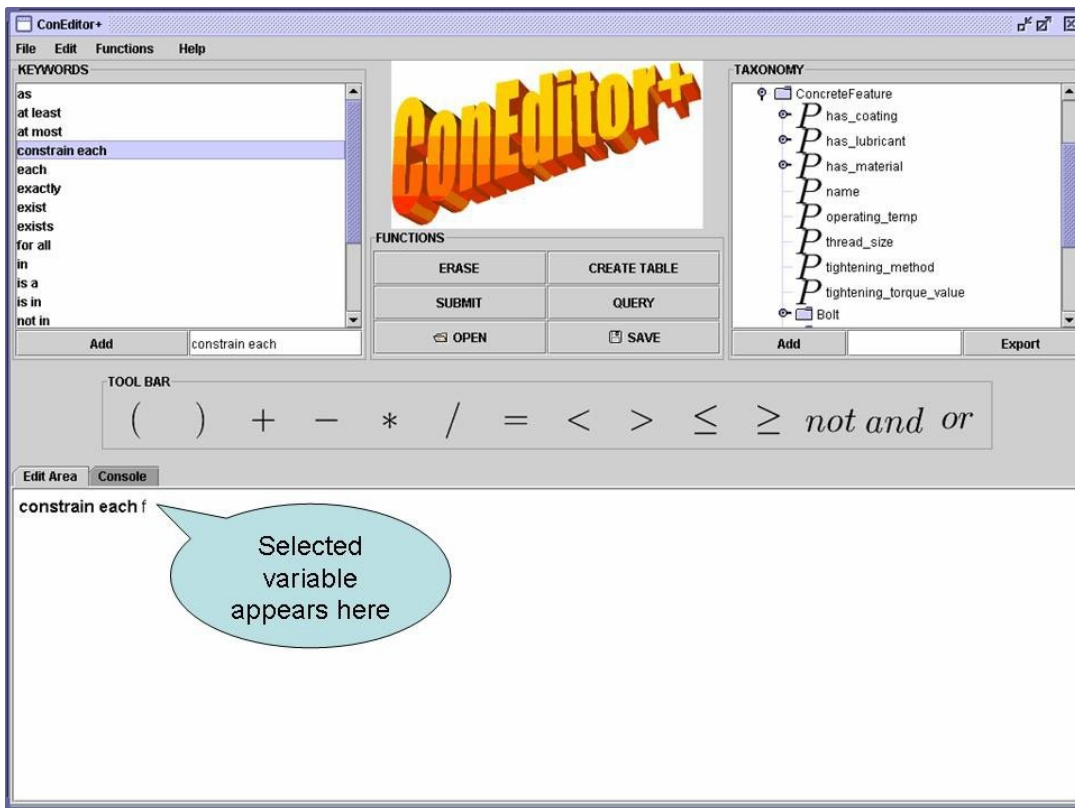 ConEditor+
File Edit Functions Help
KEYWORDS
as
at least
at most
constrain each
each
exactly
exist
exists
for all
in
is a
is in
not in
Add constrain each
ConEditor+
FUNCTIONS
ERASE CREATE TABLE
SUBMIT QUERY
OPEN SAVE
TAXONOMY
ConcreteFeature
P has_coating
P has_lubricant
P has_material
P name
P operating_temp
P thread_size
P tightening_method
P tightening_torque_value
Bolt
Add Export
TOOL BAR
( ) + − * / = < > ≤ ≥ not and or
Edit Area Console
constrain each f
Selected
variable
appears here